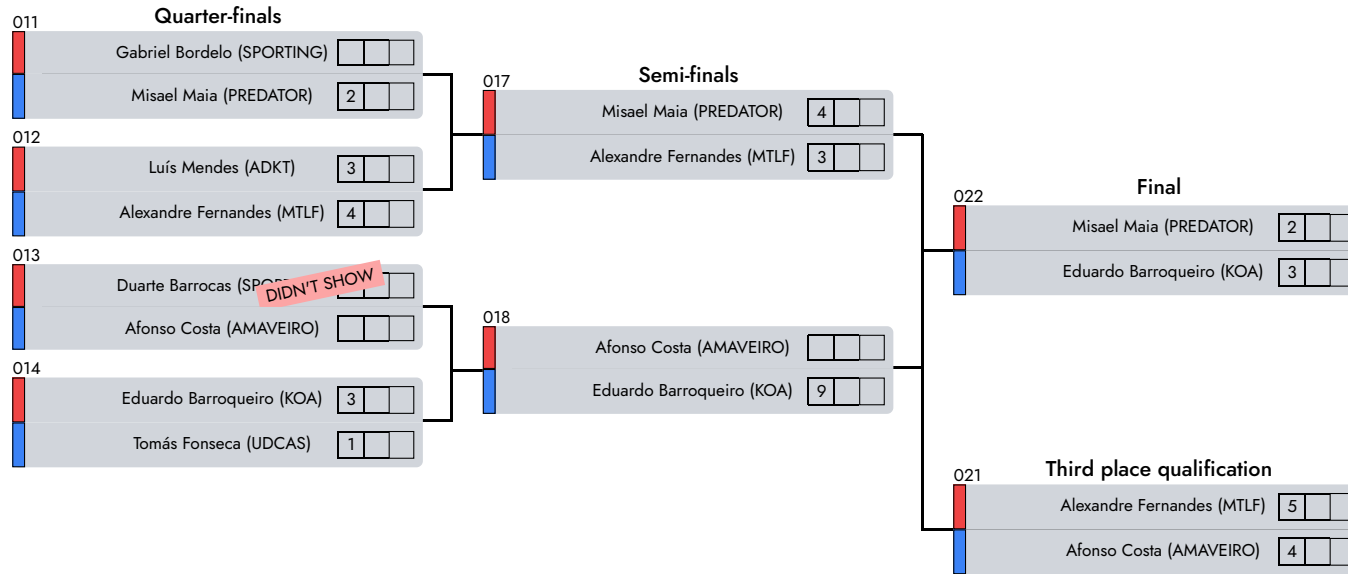 Quarter-finals
011
Gabriel Bordelo (SPORTING)
Misael Maia (PREDATOR) 2
012
Luís Mendes (ADKT) 3
Alexandre Fernandes (MTLF) 4
013
Duarte Barrocas
DIDN'T SHOW
Afonso Costa (AMAVEIRO)
014
Eduardo Barroqueiro (KOA) 3
Tomás Fonseca (UDCAS) 1
Semi-finals
017
Misael Maia (PREDATOR) 4
Alexandre Fernandes (MTLF) 3
018
Afonso Costa (AMAVEIRO)
Eduardo Barroqueiro (KOA) 9
Final
022
Misael Maia (PREDATOR) 2
Eduardo Barroqueiro (KOA) 3
Third place qualification
021
Alexandre Fernandes (MTLF) 5
Afonso Costa (AMAVEIRO) 4